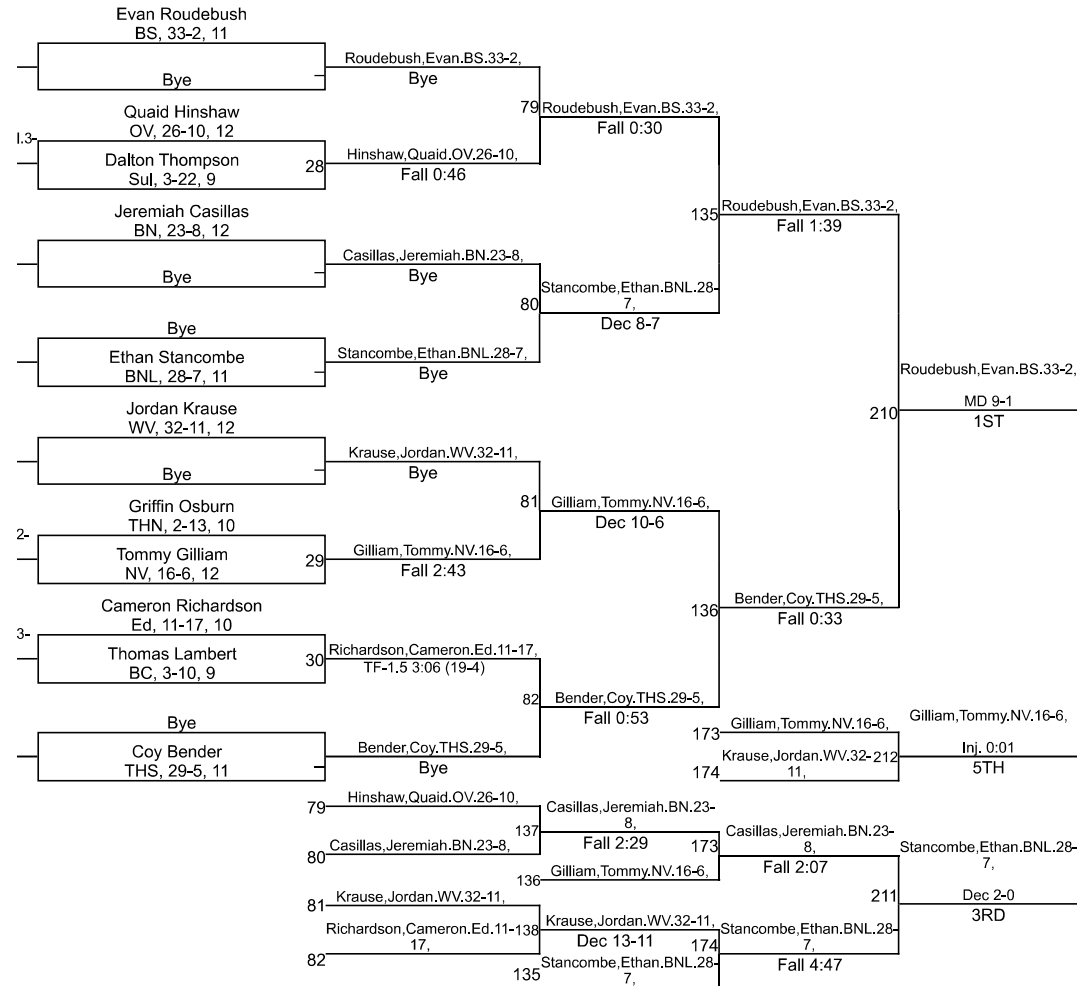 Evan Roudebush
BS, 33-2, 11
Roudebush,Evan.BS.33-2,
Bye
Bye
79
Roudebush,Evan.BS.33-2,
Fall 0:30
Quaid Hinshaw
OV, 26-10, 12
l.3-
Dalton Thompson
Sul, 3-22, 9
28
Hinshaw,Quaid.OV.26-10,
Fall 0:46
135
Roudebush,Evan.BS.33-2,
Fall 1:39
Jeremiah Casillas
BN, 23-8, 12
Casillas,Jeremiah.BN.23-8,
Bye
Bye
80
Stancombe,Ethan.BNL.28-
7,
Dec 8-7
Bye
Ethan Stancombe
BNL, 28-7, 11
Stancombe,Ethan.BNL.28-7,
Bye
210
Roudebush,Evan.BS.33-2,
MD 9-1
1ST
Jordan Krause
WV, 32-11, 12
Krause,Jordan.WV.32-11,
Bye
Bye
81
Gilliam,Tommy.NV.16-6,
Dec 10-6
Griffin Osburn
THN, 2-13, 10
2-
Tommy Gilliam
NV, 16-6, 12
29
Gilliam,Tommy.NV.16-6,
Fall 2:43
136
Bender,Coy.THS.29-5,
Fall 0:33
Cameron Richardson
Ed, 11-17, 10
3-
Thomas Lambert
BC, 3-10, 9
30
Richardson,Cameron.Ed.11-17,
TF-1.5 3:06 (19-4)
82
Bender,Coy.THS.29-5,
Fall 0:53
Bye
Coy Bender
THS, 29-5, 11
Bender,Coy.THS.29-5,
Bye
173
Gilliam,Tommy.NV.16-6,
174
Krause,Jordan.WV.32-
11,
212
Gilliam,Tommy.NV.16-6,
Inj. 0:01
5TH
79
Hinshaw,Quaid.OV.26-10,
80
Casillas,Jeremiah.BN.23-8,
137
Casillas,Jeremiah.BN.23-
8,
Fall 2:29
136
Gilliam,Tommy.NV.16-6,
173
Casillas,Jeremiah.BN.23-
8,
Fall 2:07
81
Krause,Jordan.WV.32-11,
82
Richardson,Cameron.Ed.11-
17,
138
Krause,Jordan.WV.32-11,
Dec 13-11
135
Stancombe,Ethan.BNL.28-
7,
174
Stancombe,Ethan.BNL.28-
7,
Fall 4:47
211
Stancombe,Ethan.BNL.28-
7,
Dec 2-0
3RD